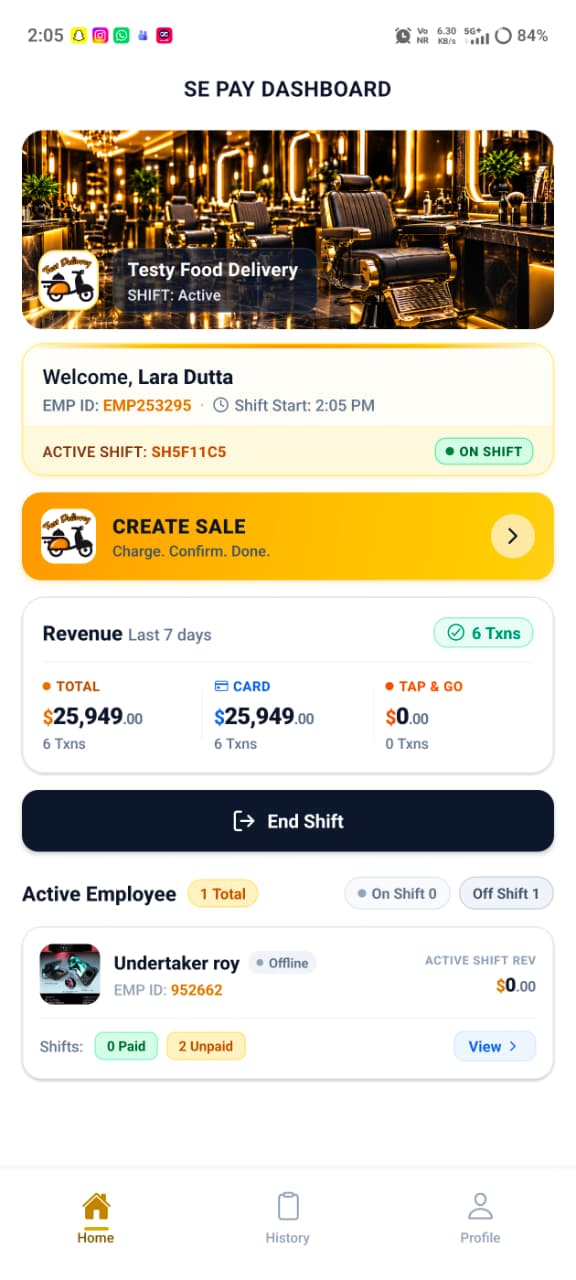 2:05
Vo NR
6.30 KB/s
5G+
84%
SE PAY DASHBOARD
Test Delivery
Testy Food Delivery
SHIFT: Active
Welcome, Lara Dutta
EMP ID: EMP253295 · Shift Start: 2:05 PM
ACTIVE SHIFT: SH5F11C5
ON SHIFT
Test Delivery
CREATE SALE
Charge. Confirm. Done.
Revenue Last 7 days
6 Txns
TOTAL
$25,949.00
6 Txns
CARD
$25,949.00
6 Txns
TAP & GO
$0.00
0 Txns
End Shift
Active Employee
1 Total
On Shift 0
Off Shift 1
Undertaker roy
Offline
EMP ID: 952662
ACTIVE SHIFT REV
$0.00
Shifts:
0 Paid
2 Unpaid
View
Home
History
Profile